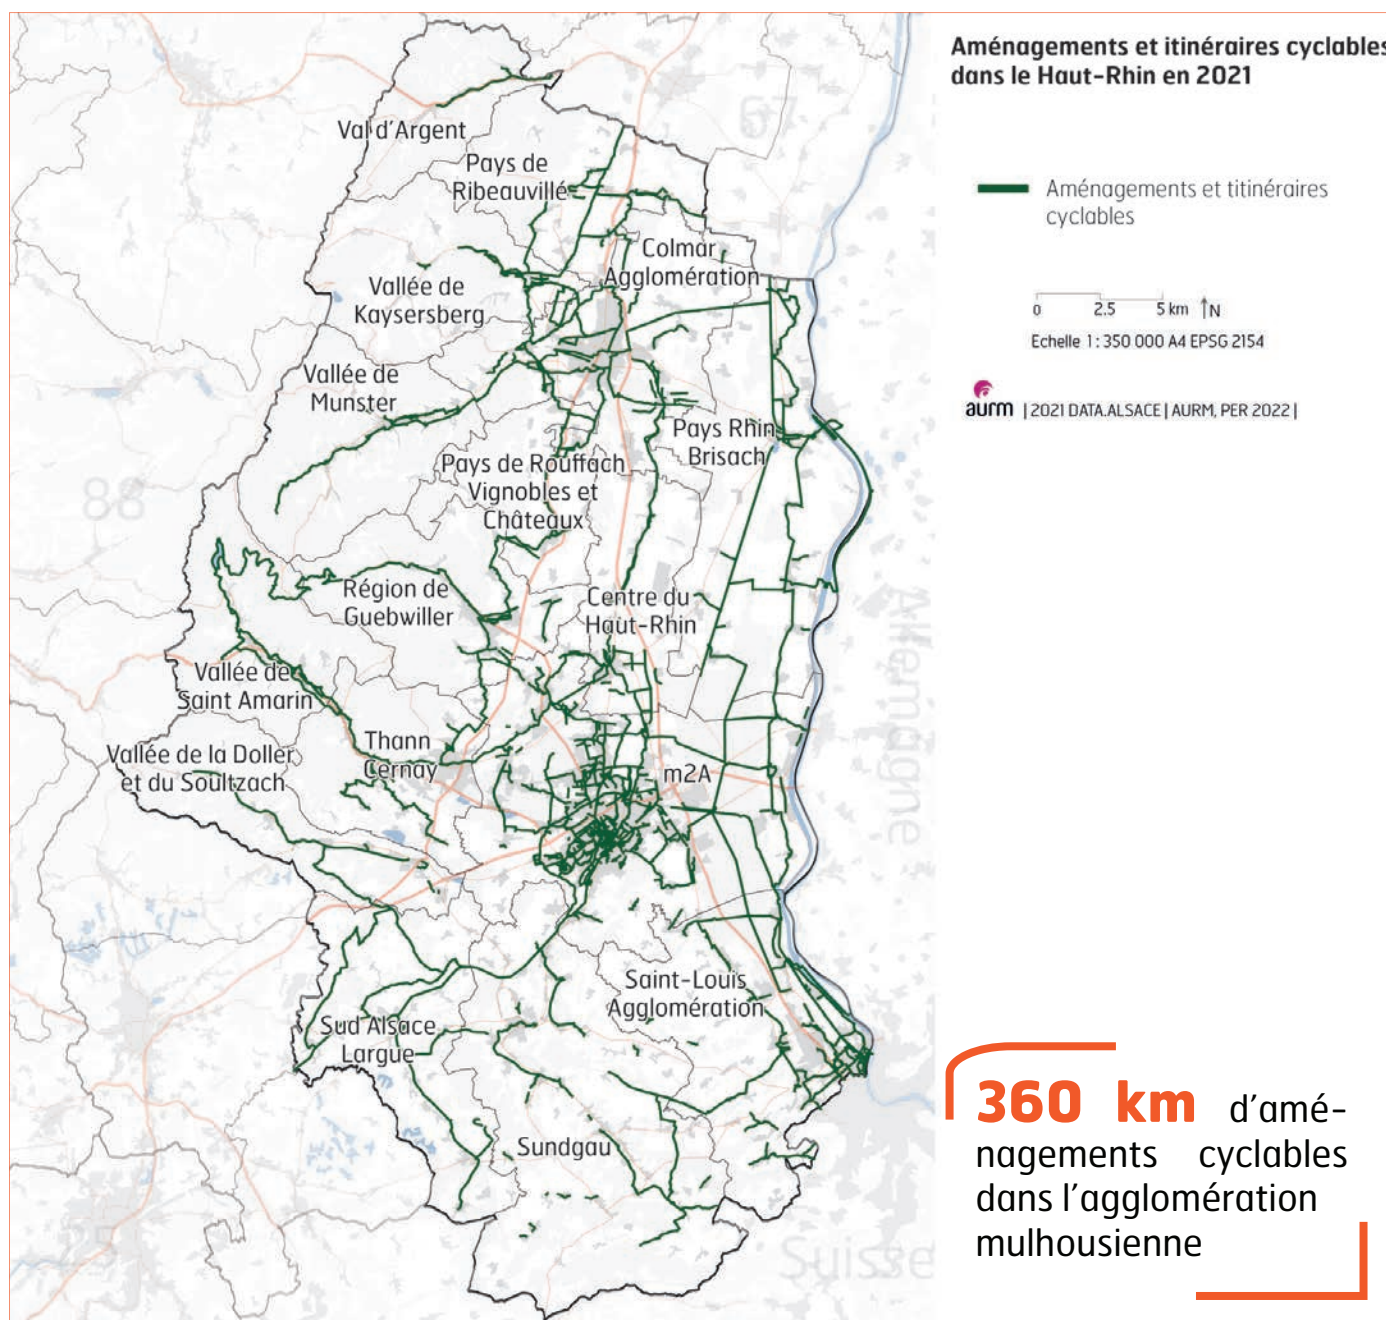 Aménagements et itinéraires cyclables
dans le Haut-Rhin en 2021
Aménagements et titinéraires
cyclables
0 2.5 5 km N
Echelle 1 : 350 000 A4 EPSG 2154
aurm | 2021 DATA.ALSACE | AURM, PER 2022 |
67
Val d'Argent
Pays de
Ribeauvillé
Colmar
Agglomération
Vallée de
Kaysersberg
Vallée de
Munster
Pays Rhin
Brisach
Pays de Rouffach
Vignobles et
Châteaux
88
Région de
Guebwiller
Centre du
Haut-Rhin
Allemagne
Vallée de
Saint Amarin
Thann
Cernay
Vallée de la Doller
et du Soultzach
m2A
Saint-Louis
Agglomération
Sud Alsace
Largue
Sundgau
25
Suisse
360 km d'amé-
nagements cyclables
dans l'agglomération
mulhousienne